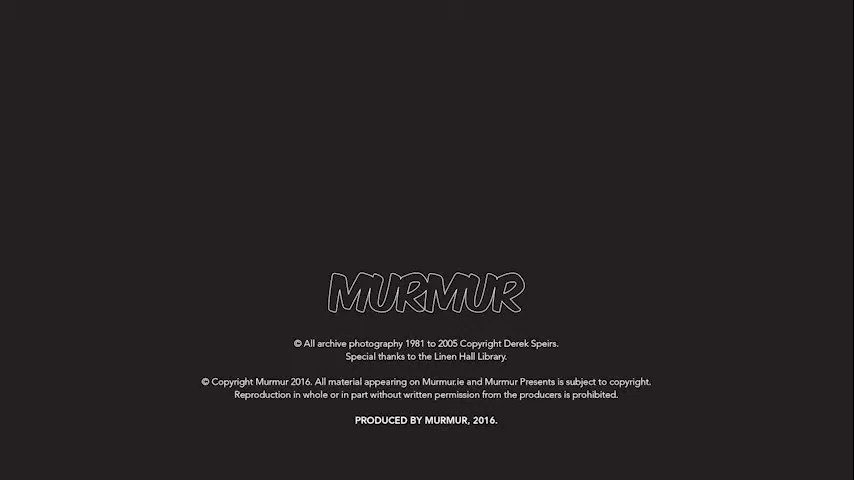 MURMUR
© All archive photography 1981 to 2005 Copyright Derek Speirs.
Special thanks to the Linen Hall Library.
© Copyright Murmur 2016. All material appearing on Murmur.ie and Murmur Presents is subject to copyright.
Reproduction in whole or in part without written permission from the producers is prohibited.
PRODUCED BY MURMUR, 2016.